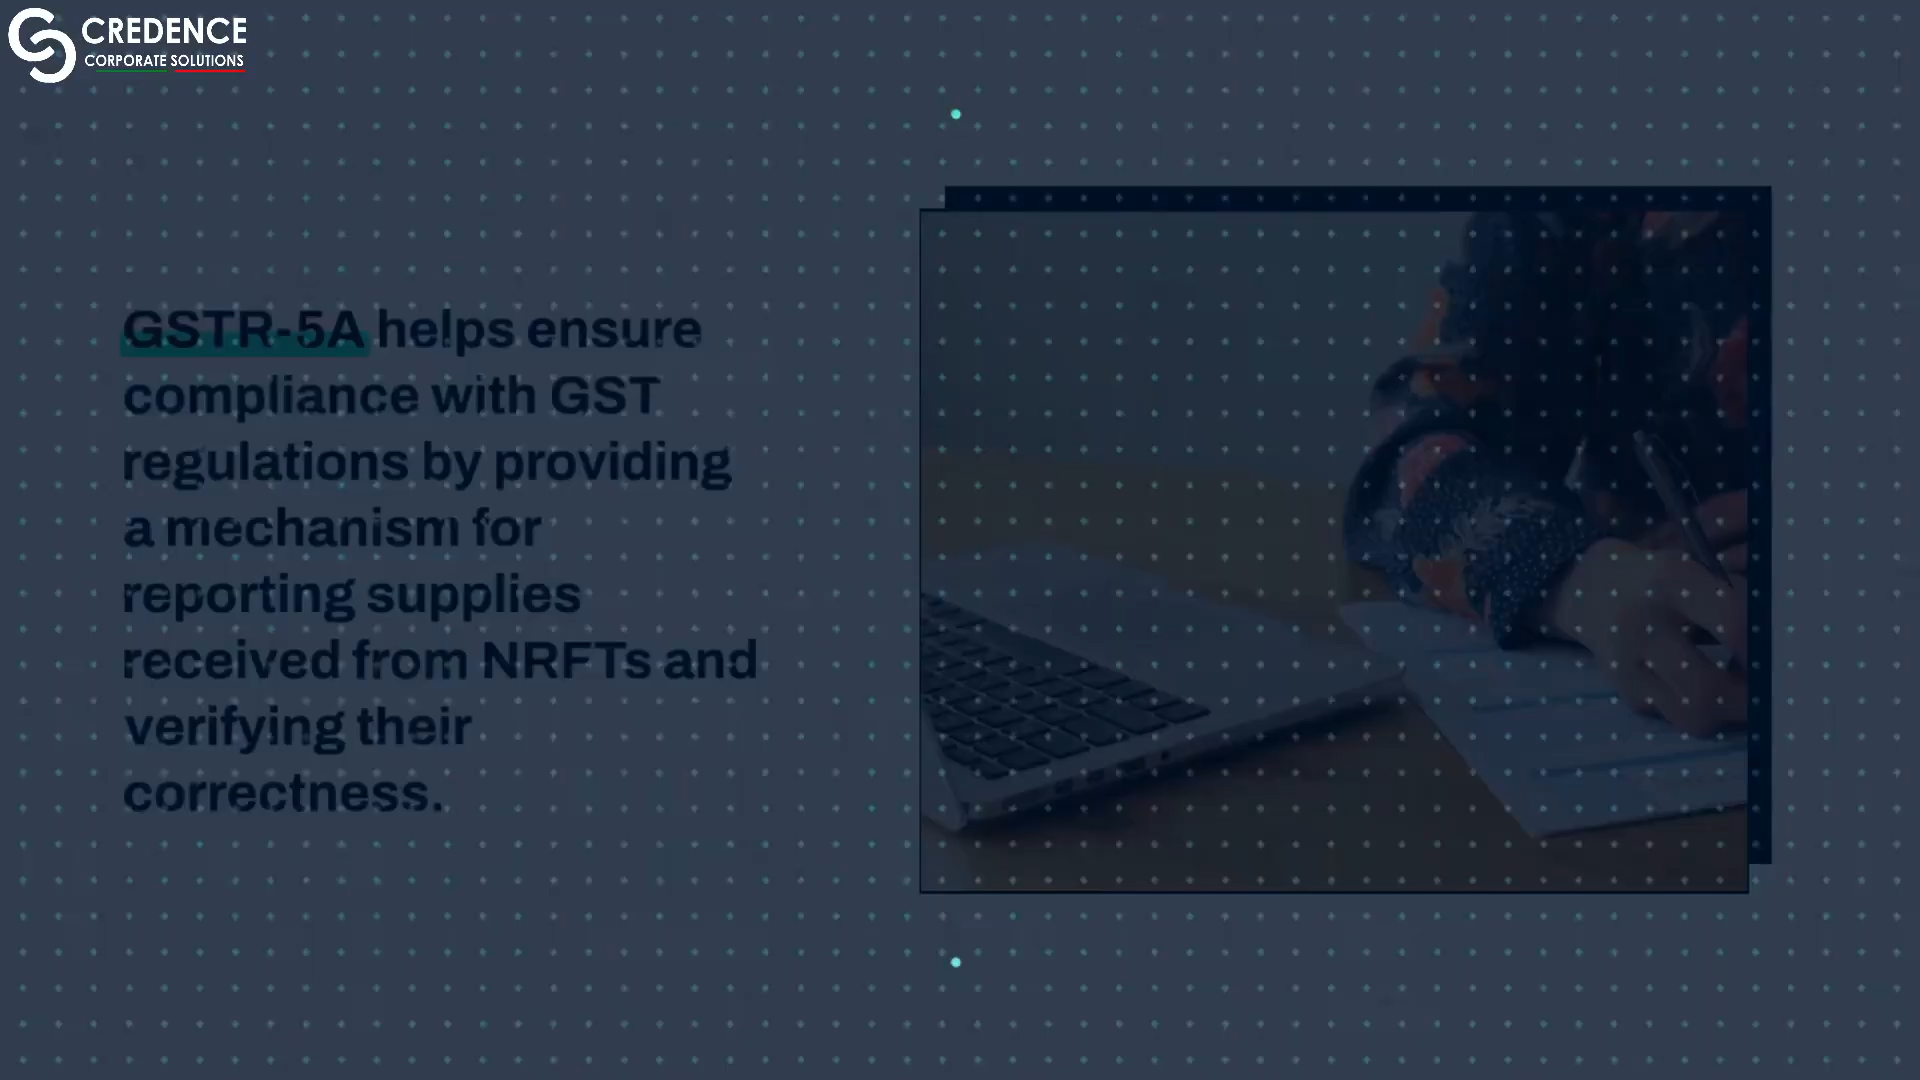 CREDENCE
CORPORATE SOLUTIONS
GSTR-5A helps ensure
compliance with GST
regulations by providing
a mechanism for
reporting supplies
received from NRFTs and
verifying their
correctness.